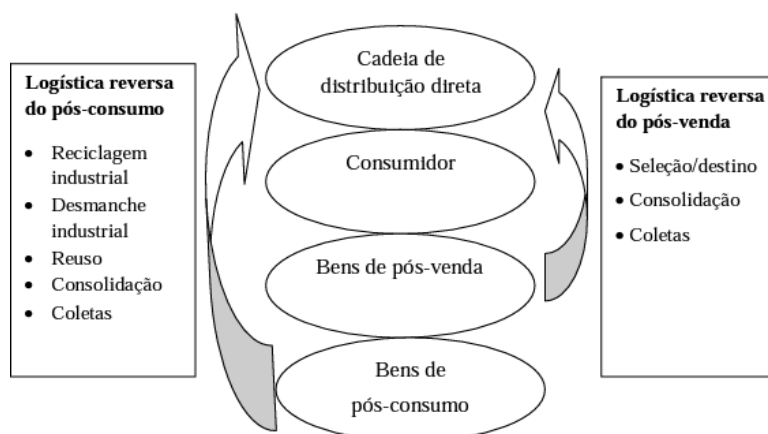 Logística reversa
do pós-consumo
• Reciclagem
industrial
• Desmanche
industrial
• Reuso
• Consolidação
• Coletas
Cadeia de
distribuição direta
Consumidor
Bens de pós-venda
Bens de
pós-consumo
Logística reversa
do pós-venda
• Seleção/destino
• Consolidação
• Coletas